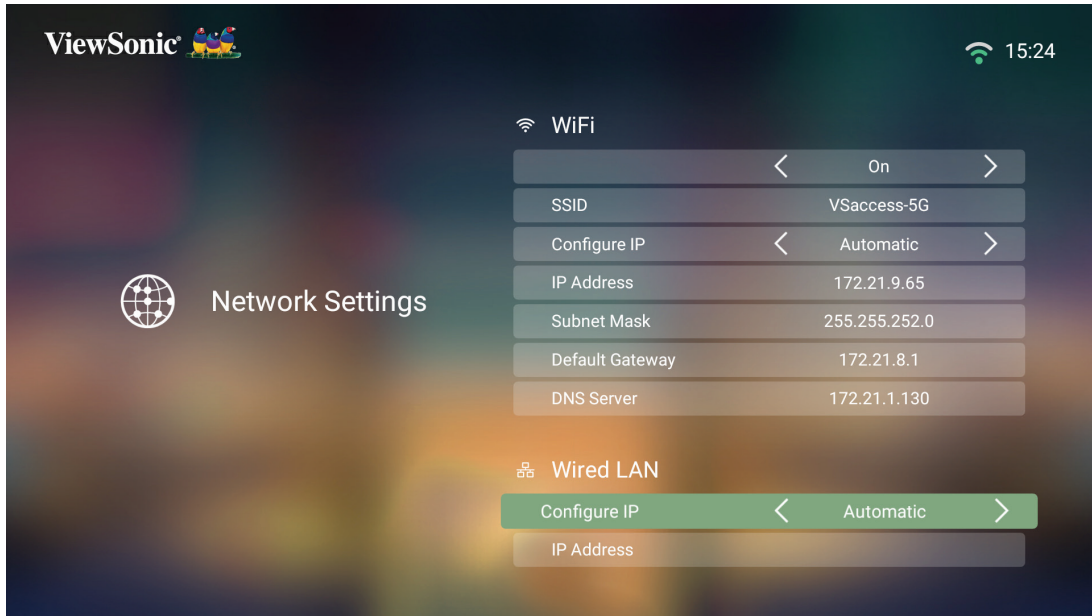 ViewSonic®
15:24
WiFi
On
SSID VSaccess-5G
Configure IP Automatic
IP Address 172.21.9.65
Network Settings
Subnet Mask 255.255.252.0
Default Gateway 172.21.8.1
DNS Server 172.21.1.130
Wired LAN
Configure IP Automatic
IP Address